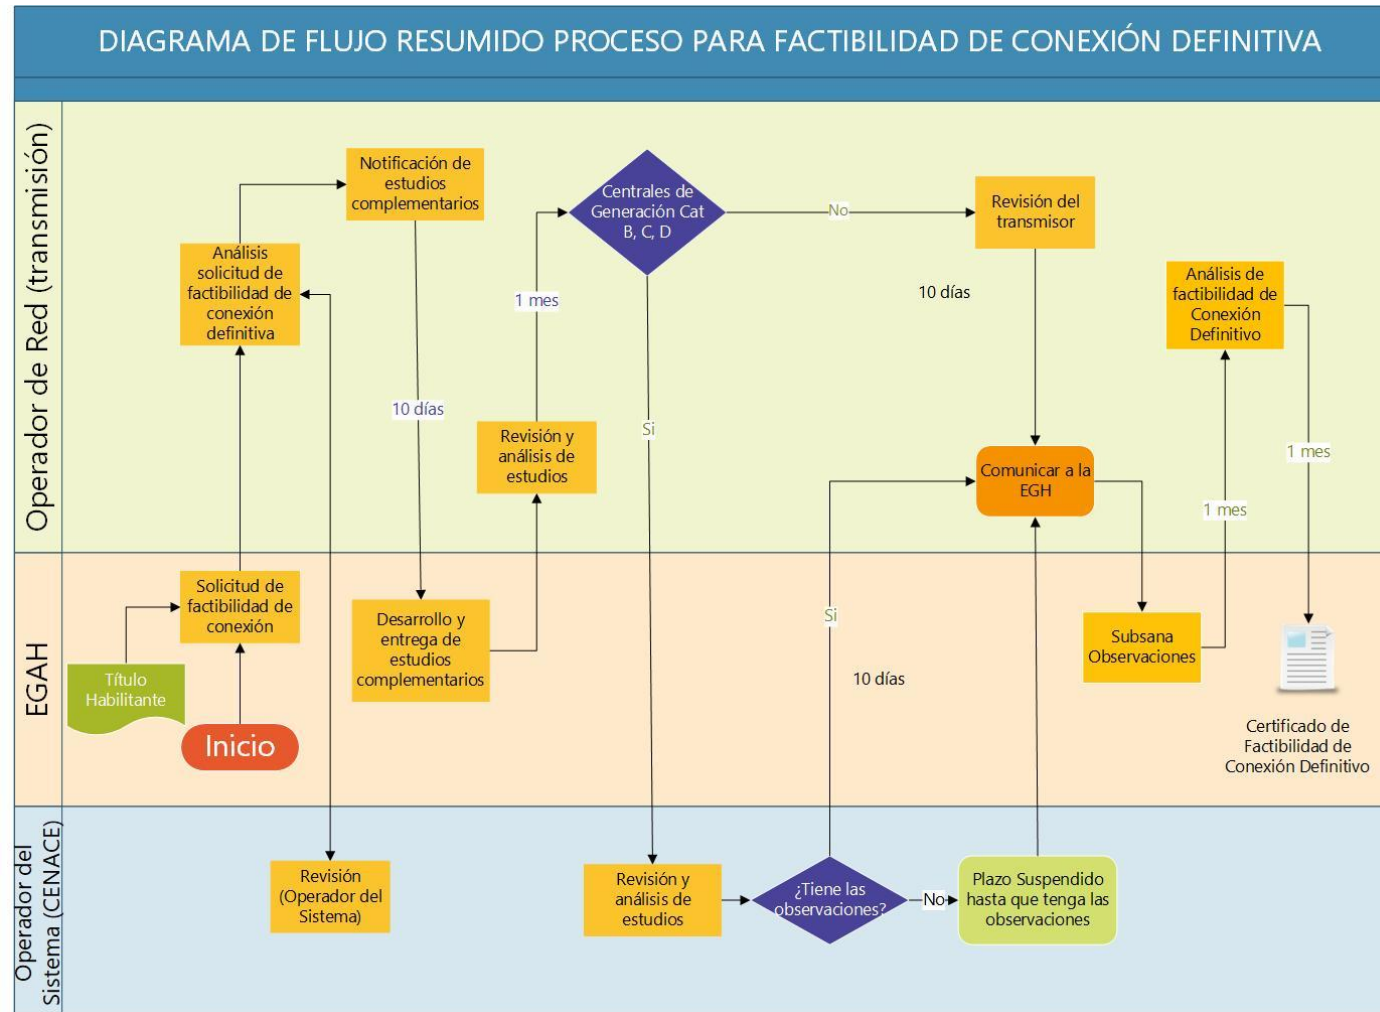 DIAGRAMA DE FLUJO RESUMIDO PROCESO PARA FACTIBILIDAD DE CONEXIÓN DEFINITIVA
Operador de Red (transmisión)
Notificación de
estudios
complementarios
Análisis
solicitud de
factibilidad de
conexión
definitiva
10 días
Revisión y
análisis de
estudios
1 mes
Centrales de
Generación Cat
B, C, D
No
Si
Revisión del
transmisor
10 días
Comunicar a la
EGH
Análisis de
factibilidad de
Conexión
Definitivo
1 mes
1 mes
EGAH
Solicitud de
factibilidad de
conexión
Título
Habilitante
Inicio
Desarrollo y
entrega de
estudios
complementarios
Si
10 días
Subsana
Observaciones
Certificado de
Factibilidad de
Conexión Definitivo
Operador del
Sistema (CENACE)
Revisión
(Operador del
Sistema)
Revisión y
análisis de
estudios
¿Tiene las
observaciones?
No
Plazo Suspendido
hasta que tenga las
observaciones